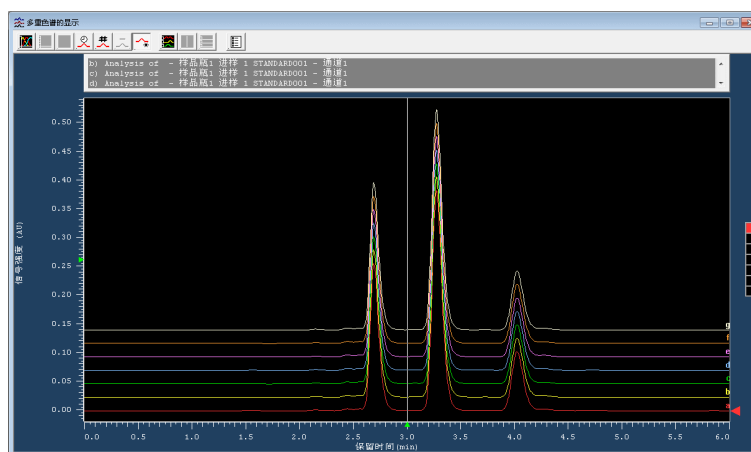 多重色谱的显示
b) Analysis of - 样品瓶1 进样 1 STANDARD001 - 通道1
c) Analysis of - 样品瓶1 进样 1 STANDARD001 - 通道1
d) Analysis of - 样品瓶1 进样 1 STANDARD001 - 通道1
0.50
0.45
0.40
0.35
0.30
0.25
0.20
0.15
0.10
0.05
0.00
信号强度 (AU)
g
f
e
d
c
b
a
0.0 0.5 1.0 1.5 2.0 2.5 3.0 3.5 4.0 4.5 5.0 5.5 6.0
保留时间(min)